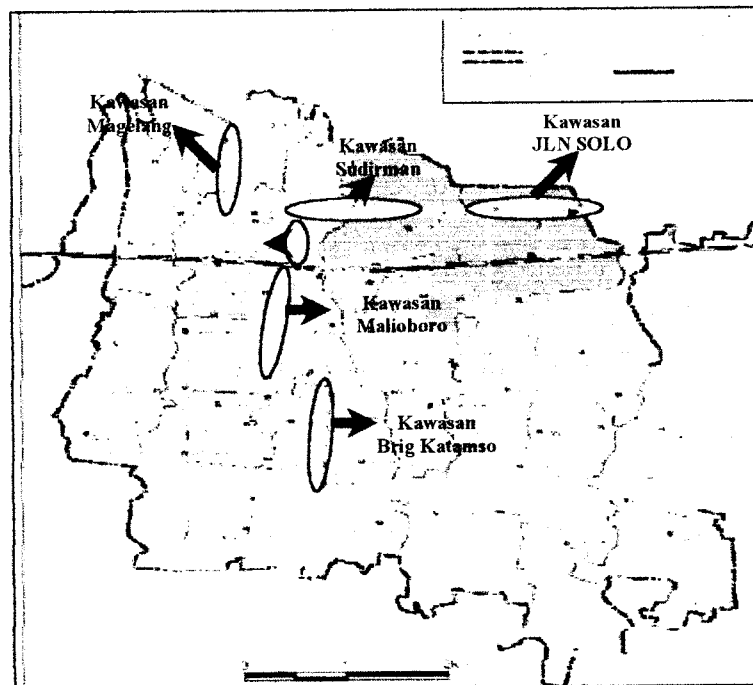 Kawasan
Magelang
Kawasan
Sudirman
Kawasan
JLN SOLO
Kawasan
Malioboro
Kawasan
Brig Katamso